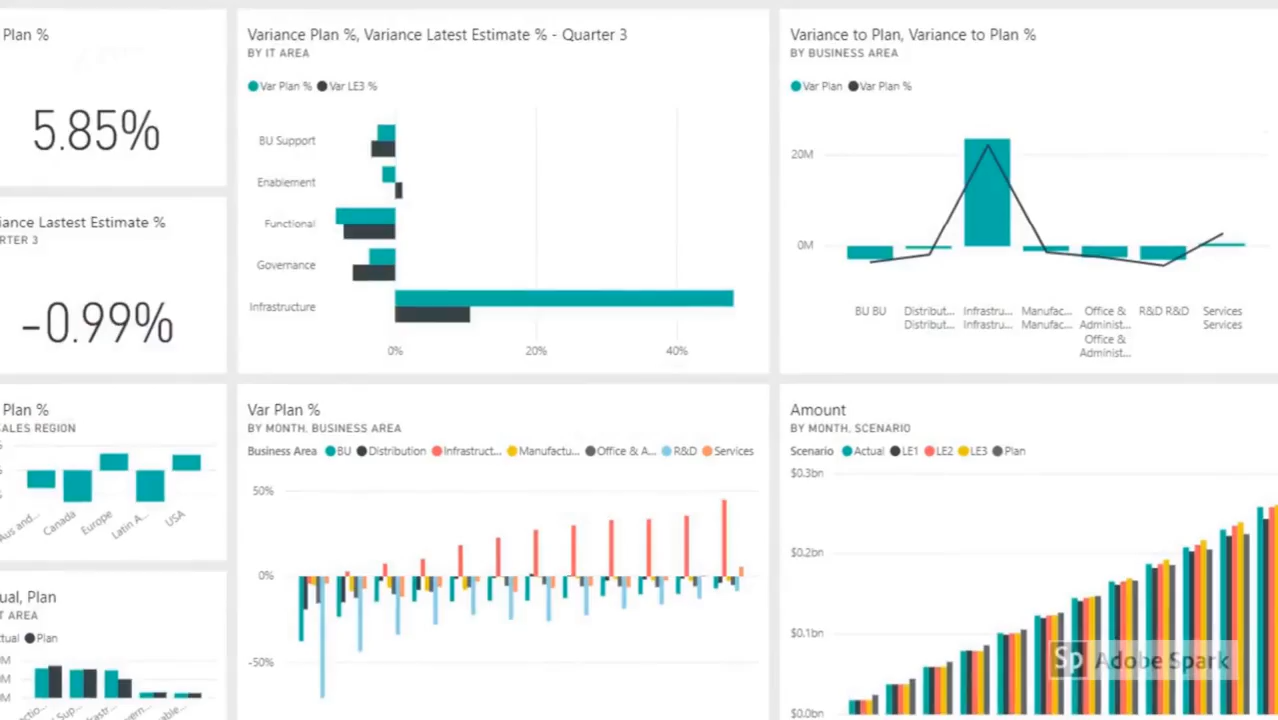 Plan %
5.85%
iance Lastest Estimate %
RTER 3
-0.99%
Variance Plan %, Variance Latest Estimate % - Quarter 3
BY IT AREA
Var Plan % Var LE3 %
BU Support
Enablement
Functional
Governance
Infrastructure
0% 20% 40%
Variance to Plan, Variance to Plan %
BY BUSINESS AREA
Var Plan Var Plan %
20M
0M
BU BU Distribut... Infrastru... Manufac... Office & R&D R&D Services
Distribut... Infrastru... Manufac... Administ... Services
Office &
Administ...
Plan %
ALES REGION
Aus and... Canada Europe Latin A... USA
ual, Plan
T AREA
tual Plan
Var Plan %
BY MONTH, BUSINESS AREA
Business Area BU Distribution Infrastruct... Manufactu... Office & A... R&D Services
50%
0%
-50%
Amount
BY MONTH, SCENARIO
Scenario Actual LE1 LE2 LE3 Plan
$0.3bn
$0.2bn
$0.1bn
$0.0bn
Sp Adobe Spark